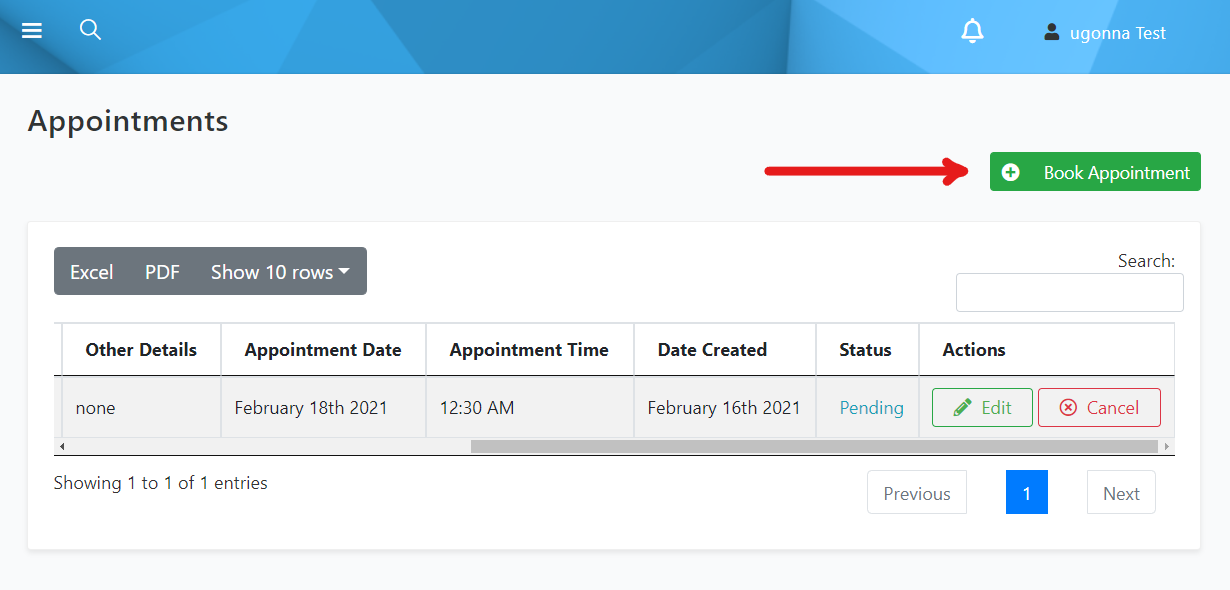 ugonna Test
Appointments
Book Appointment
Excel PDF Show 10 rows
Search:
Other Details Appointment Date Appointment Time Date Created Status Actions
none February 18th 2021 12:30 AM February 16th 2021 Pending Edit Cancel
Showing 1 to 1 of 1 entries
Previous 1 Next